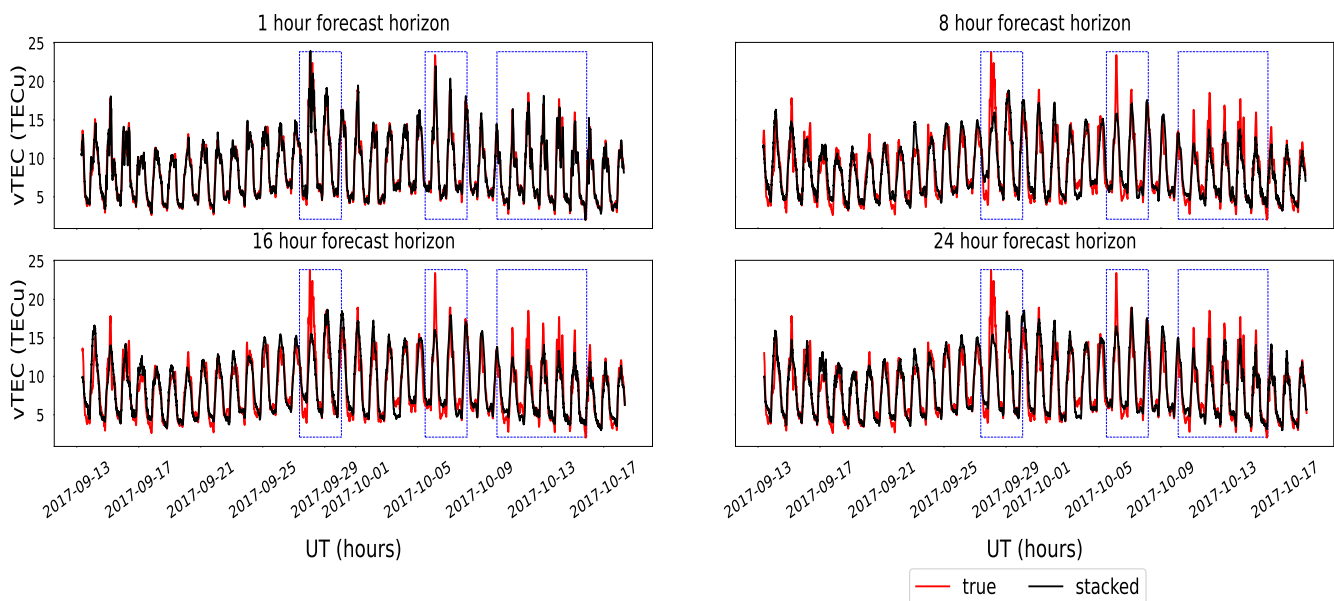 1 hour forecast horizon
8 hour forecast horizon
25
20
15
10
5
vTEC (TECu)
16 hour forecast horizon
24 hour forecast horizon
25
20
15
10
5
vTEC (TECu)
2017-09-13 2017-09-17 2017-09-21 2017-09-25 2017-09-29 2017-10-01 2017-10-05 2017-10-09 2017-10-13 2017-10-17
2017-09-13 2017-09-17 2017-09-21 2017-09-25 2017-09-29 2017-10-01 2017-10-05 2017-10-09 2017-10-13 2017-10-17
UT (hours)
UT (hours)
true stacked